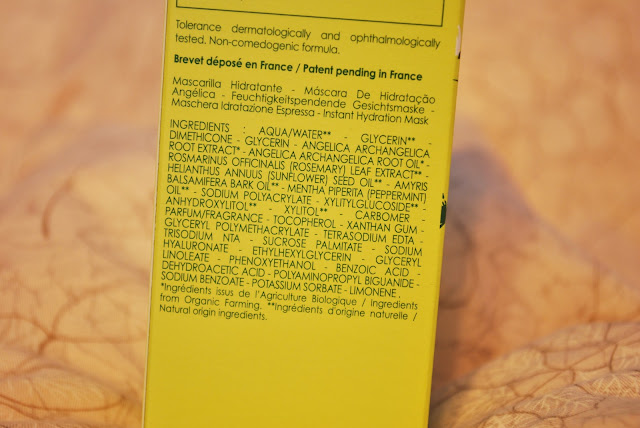 Tolerance dermatologically and ophthalmologically
tested. Non-comedogenic formula.
Brevet déposé en France / Patent pending in France
Mascarilla Hidratante - Máscara De Hidratação
Angélica - Feuchtigkeitspendende Gesichtsmaske -
Maschera Idratazione Espressa - Instant Hydration Mask
INGREDIENTS : AQUA/WATER** - GLYCERIN** -
DIMETHICONE - GLYCERIN - ANGELICA ARCHANGELICA
ROOT EXTRACT* - ANGELICA ARCHANGELICA ROOT OIL* -
ROSMARINUS OFFICINALIS (ROSEMARY) LEAF EXTRACT** -
HELIANTHUS ANNUUS (SUNFLOWER) SEED OIL** - AMYRIS
BALSAMIFERA BARK OIL** - MENTHA PIPERITA (PEPPERMINT)
OIL** - SODIUM POLYACRYLATE - XYLITYLGLUCOSIDE** -
ANHYDROXYLITOL** - XYLITOL** - CARBOMER -
PARFUM/FRAGRANCE - TOCOPHEROL - XANTHAN GUM -
GLYCERYL POLYMETHACRYLATE - TETRASODIUM EDTA -
TRISODIUM NTA - SUCROSE PALMITATE - SODIUM
HYALURONATE - ETHYLHEXYLGLYCERIN - GLYCERYL
LINOLEATE - PHENOXYETHANOL - BENZOIC ACID -
DEHYDROACETIC ACID - POLYAMINOPROPYL BIGUANIDE -
SODIUM BENZOATE - POTASSIUM SORBATE - LIMONENE .
*Ingrédients issus de l'Agriculture Biologique / Ingredients
from Organic Farming. **Ingrédients d'origine naturelle /
Natural origin ingredients.